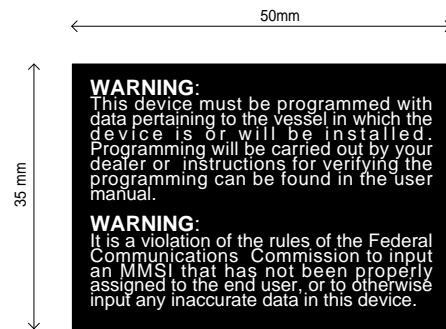 50mm
35 mm
WARNING:
This device must be programmed with
data pertaining to the vessel in which the
device is or will be installed.
Programming will be carried out by your
dealer or instructions for verifying the
programming can be found in the user
manual.
WARNING:
It is a violation of the rules of the Federal
Communications Commission to input
an MMSI that has not been properly
assigned to the end user, or to otherwise
input any inaccurate data in this device.